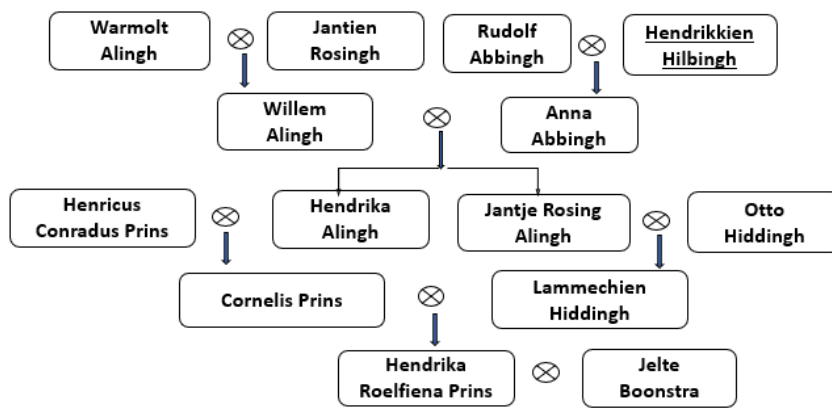 Warmolt
Alingh
Jantien
Rosingh
Rudolf
Abbingh
Hendrikkien
Hilbingh
Willem
Alingh
Anna
Abbingh
Henricus
Conradus Prins
Hendrika
Alingh
Jantje Rosing
Alingh
Otto
Hiddingh
Cornelis Prins
Lammechien
Hiddingh
Hendrika
Roelfiena Prins
Jelte
Boonstra